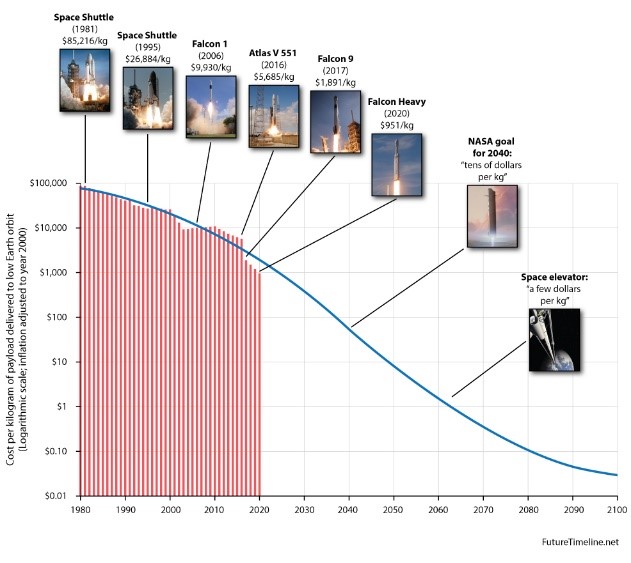 Space Shuttle
(1981)
$85,216/kg
Space Shuttle
(1995)
$26,884/kg
Falcon 1
(2006)
$9,930/kg
Atlas V 551
(2016)
$5,685/kg
Falcon 9
(2017)
$1,891/kg
Falcon Heavy
(2020)
$951/kg
NASA goal
for 2040:
"tens of dollars
per kg"
Space elevator:
"a few dollars
per kg"
Cost per kilogram of payload delivered to low Earth orbit
(Logarithmic scale; inflation adjusted to year 2000)
$100,000
$10,000
$1,000
$100
$10
$1
$0.10
$0.01
1980 1990 2000 2010 2020 2030 2040 2050 2060 2070 2080 2090 2100
FutureTimeline.net